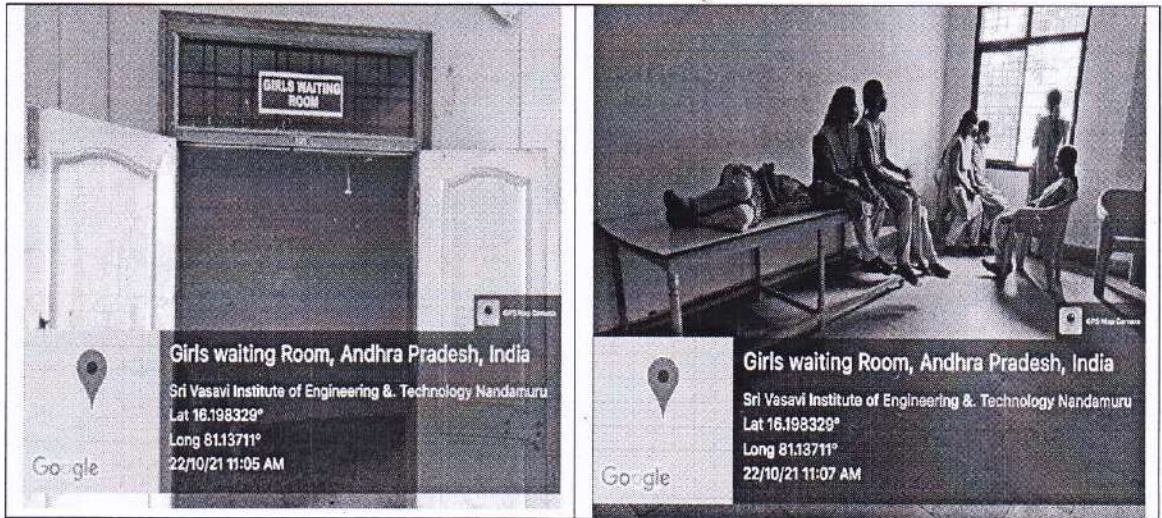 GIRLS WAITING
ROOM
GPS Map Camera
Girls waiting Room, Andhra Pradesh, India
Sri Vasavi Institute of Engineering &. Technology Nandamuru
Lat 16.198329°
Long 81.13711°
22/10/21 11:05 AM
Google
GPS Map Camera
Girls waiting Room, Andhra Pradesh, India
Sri Vasavi Institute of Engineering &. Technology Nandamuru
Lat 16.198329°
Long 81.13711°
22/10/21 11:07 AM
Google